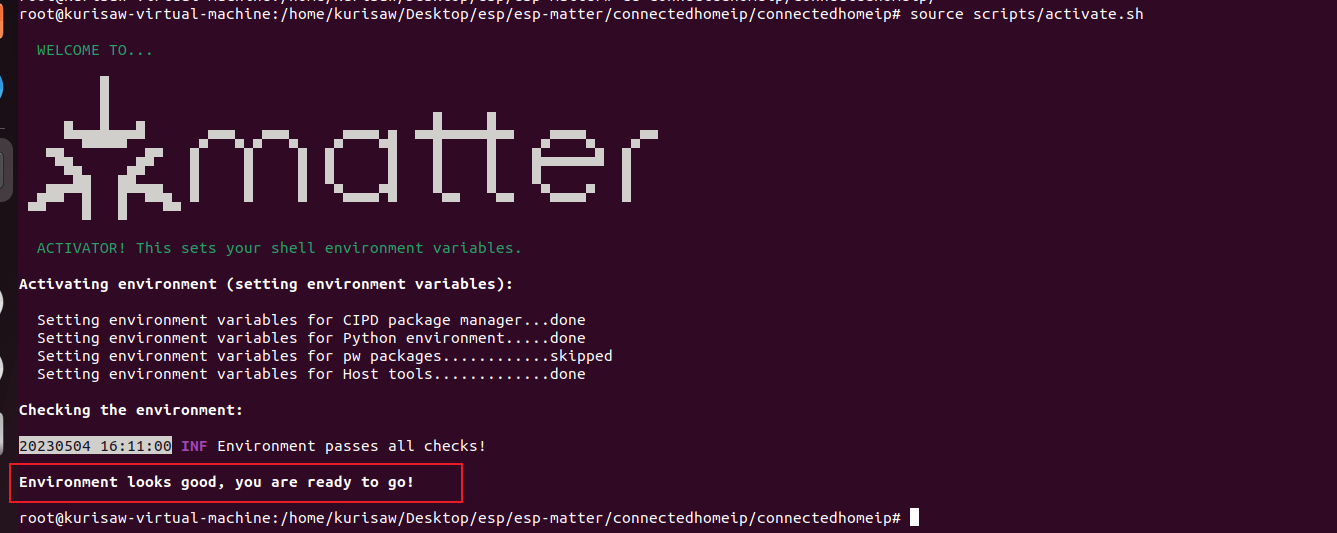 root@kurisaw-virtual-machine:/home/kurisaw/Desktop/esp/esp-matter/connectedhomeip/connectedhomeip# source scripts/activate.sh
WELCOME TO...
matter
ACTIVATOR! This sets your shell environment variables.
Activating environment (setting environment variables):
Setting environment variables for CIPD package manager...done
Setting environment variables for Python environment.....done
Setting environment variables for pw packages............skipped
Setting environment variables for Host tools.............done
Checking the environment:
20230504 16:11:00 INF Environment passes all checks!
Environment looks good, you are ready to go!
root@kurisaw-virtual-machine:/home/kurisaw/Desktop/esp/esp-matter/connectedhomeip/connectedhomeip#